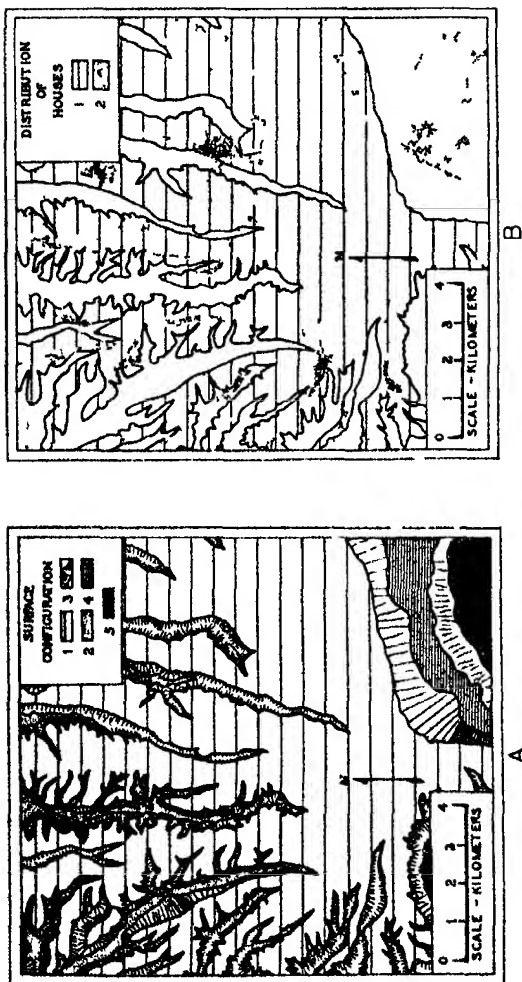 DISTRIBUTION
OF
HOUSES
1
2
N
0 1 2 3 4
SCALE - KILOMETERS
B
SURFACE
CONFIGURATION
1 3
2 4
5
N
0 1 2 3 4
SCALE - KILOMETERS
A